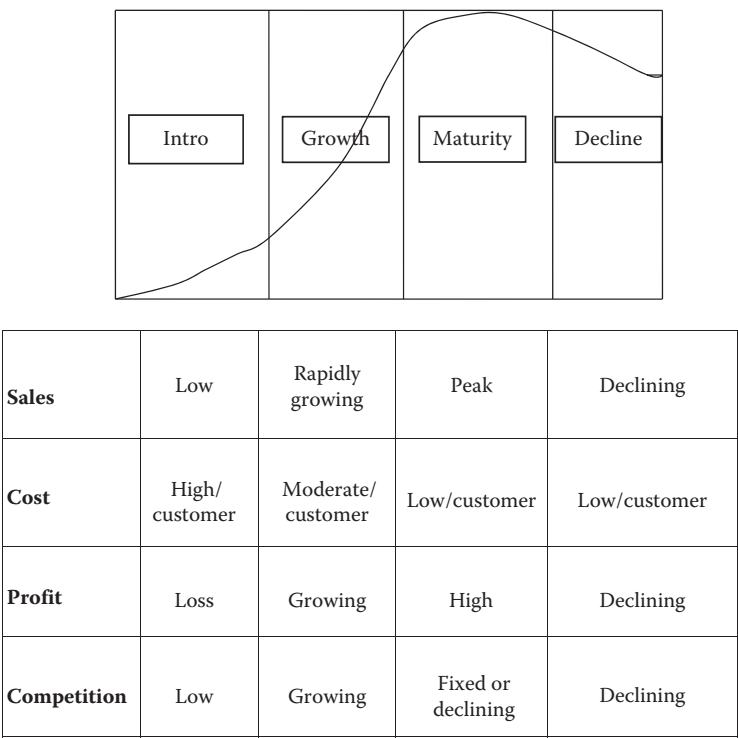 Intro
Growth
Maturity
Decline
Sales
Low
Rapidly
growing
Peak
Declining
Cost
High/
customer
Moderate/
customer
Low/customer
Low/customer
Profit
Loss
Growing
High
Declining
Competition
Low
Growing
Fixed or
declining
Declining